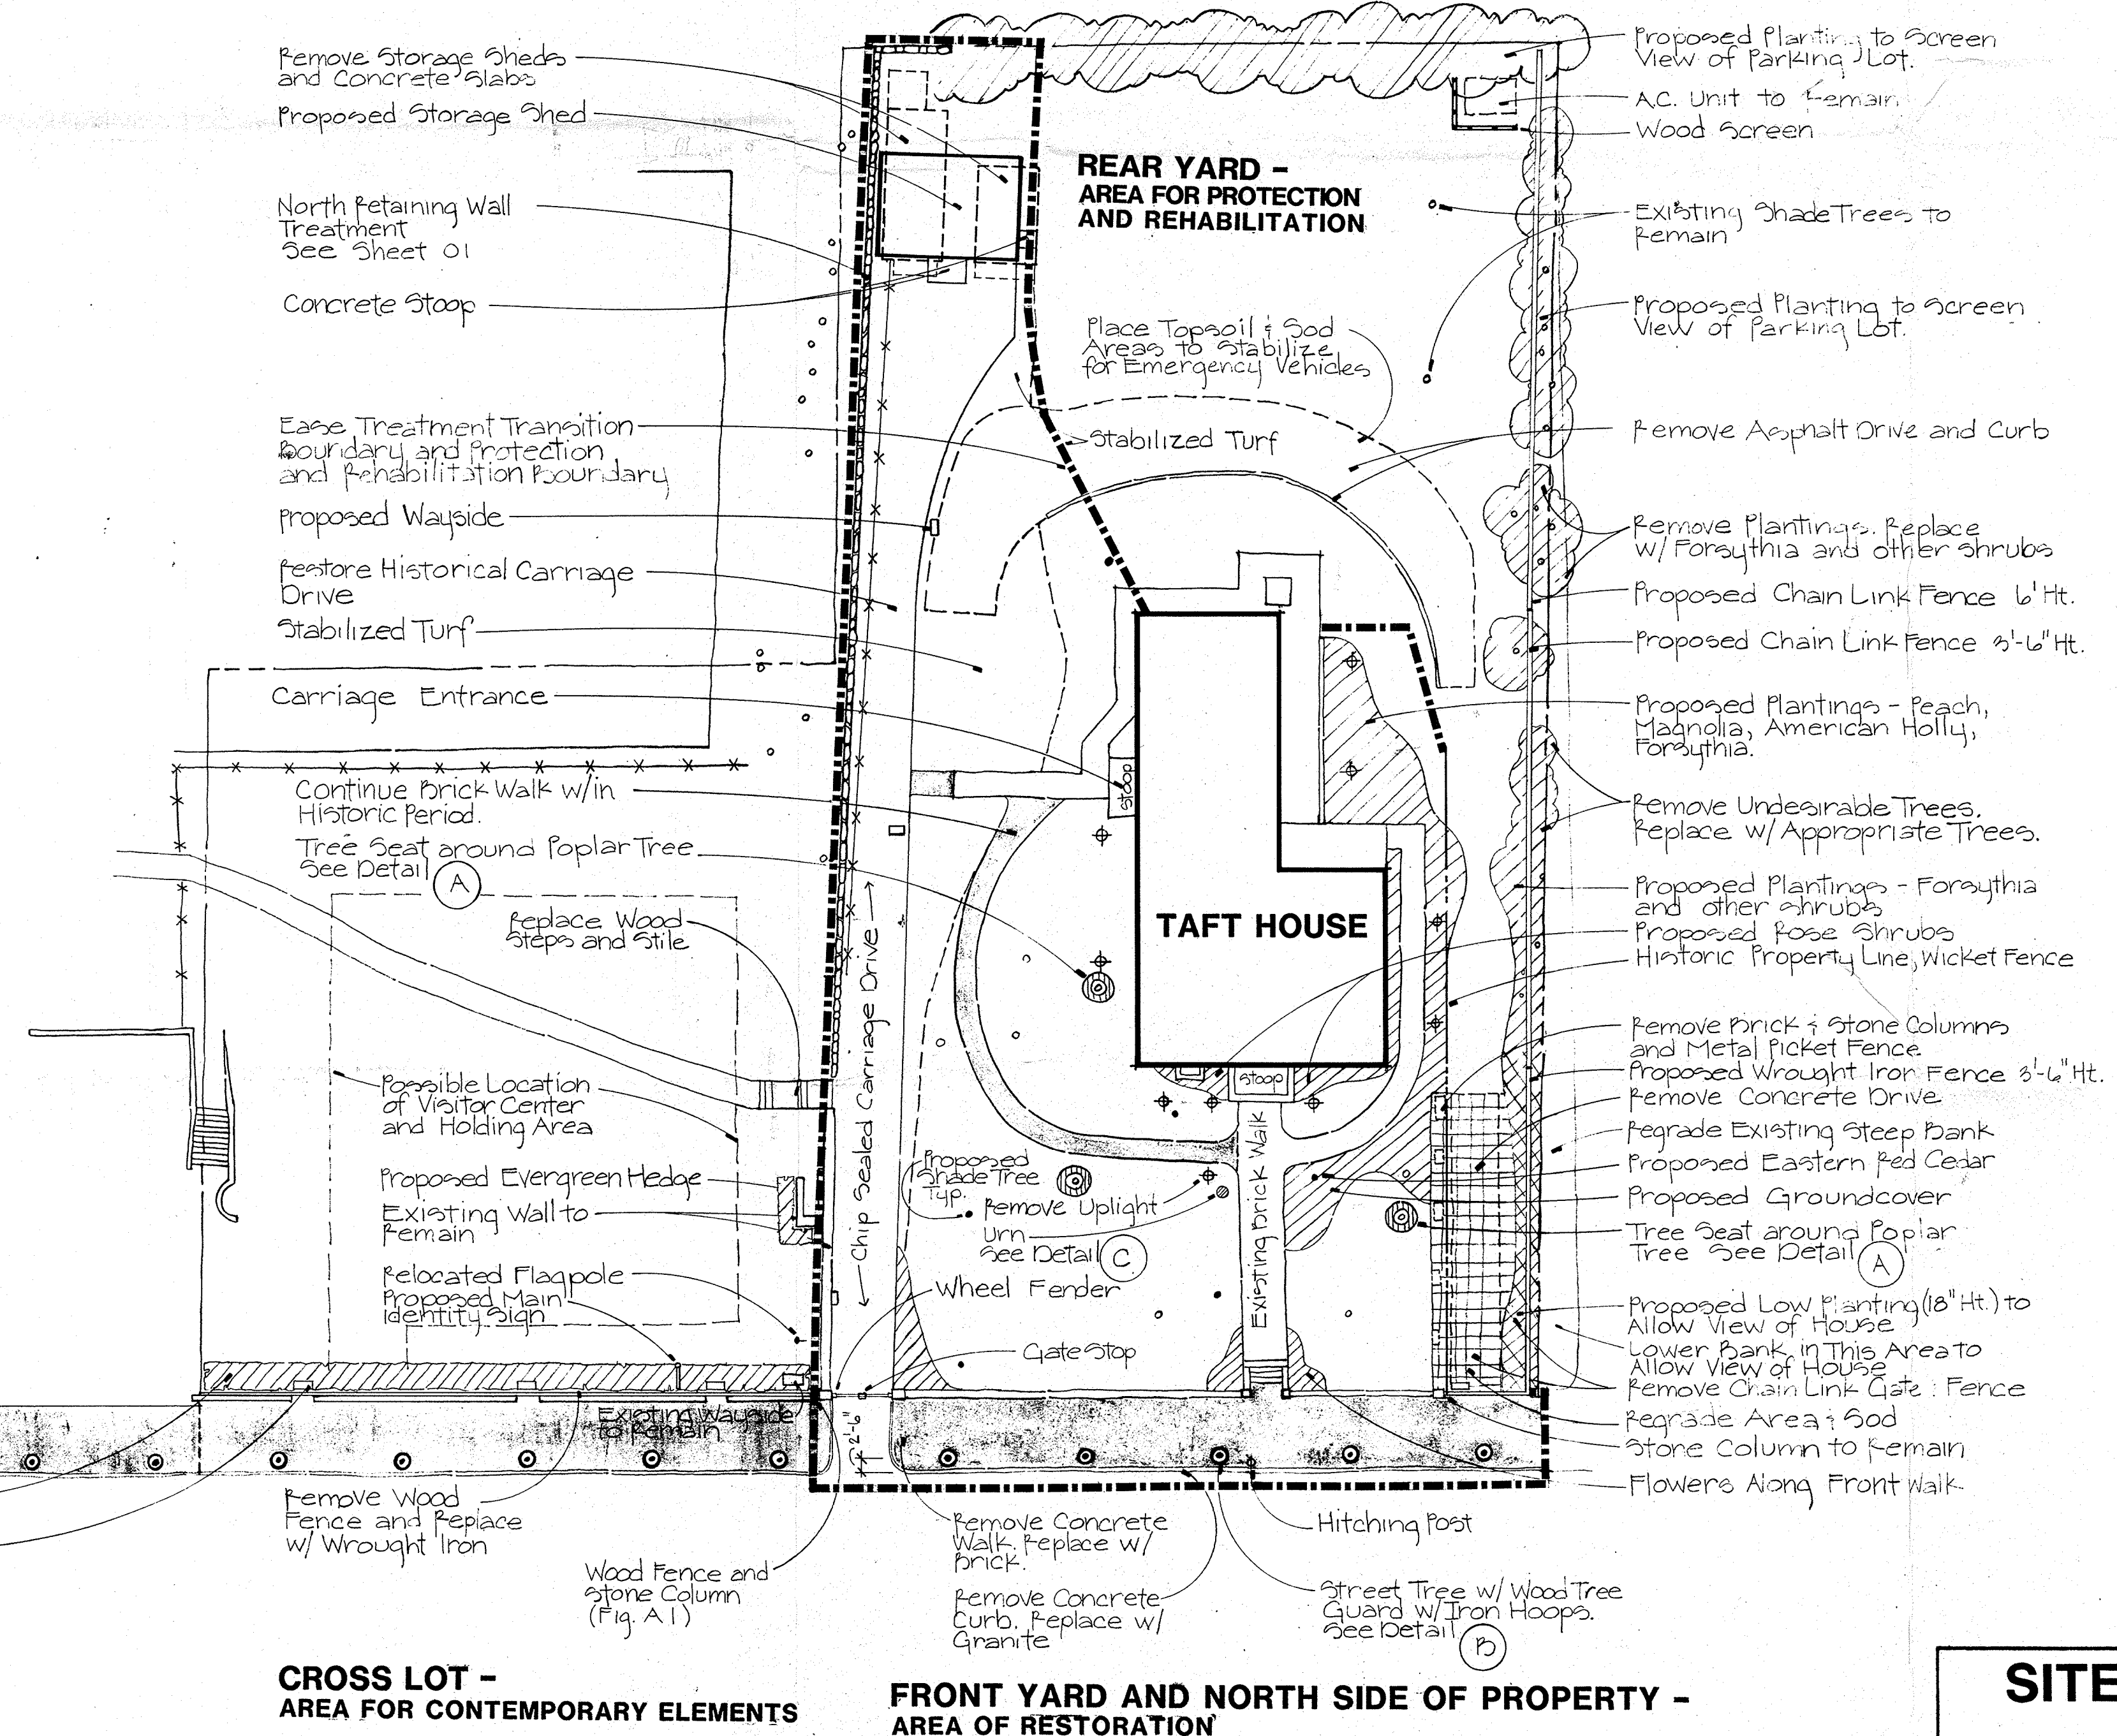 Remove Storage Sheds
and Concrete Slabs
Proposed Storage Shed
North Retaining Wall
Treatment
See Sheet 01
Concrete Stoop
Ease Treatment Transition
Boundary and Protection
and Rehabilitation Boundary
Proposed Wayside
Restore Historical Carriage
Drive
Stabilized Turf
Carriage Entrance
Continue Brick Walk w/in
Historic Period.
Tree Seat around Poplar Tree
See Detail A
Replace Wood
Steps and Stile
Possible Location
of Visitor Center
and Holding Area
Proposed Evergreen Hedge
Existing Wall to
Remain
Relocated Flagpole
Proposed Main
Identity Sign
Existing Wayside
to Remain
Remove Wood
Fence and Replace
w/ Wrought Iron
Wood Fence and
Stone Column
(Fig. A1)
CROSS LOT –
AREA FOR CONTEMPORARY ELEMENTS
REAR YARD –
AREA FOR PROTECTION
AND REHABILITATION
Place Topsoil & Sod
Areas to Stabilize
for Emergency Vehicles
Stabilized Turf
Stoop
TAFT HOUSE
Stoop
Chip Sealed Carriage Drive
Existing Brick Walk
Proposed
Shade Tree
Typ.
Remove Uplight
Urn
See Detail C
Wheel Fender
Gate Stop
2'-6"
Remove Concrete
Walk. Replace w/
Brick.
Remove Concrete
Curb. Replace w/
Granite
Hitching Post
Street Tree w/ Wood Tree
Guard w/ Iron Hoops.
See Detail B
FRONT YARD AND NORTH SIDE OF PROPERTY –
AREA OF RESTORATION
Proposed Planting to Screen
View of Parking Lot.
A.C. Unit to Remain
Wood Screen
Existing Shade Trees to
Remain
Proposed Planting to Screen
View of Parking Lot.
Remove Asphalt Drive and Curb
Remove Plantings. Replace
w/ Forsythia and other shrubs
Proposed Chain Link Fence 6' Ht.
Proposed Chain Link Fence 3'-6" Ht.
Proposed Plantings - Peach,
Magnolia, American Holly,
Forsythia.
Remove Undesirable Trees.
Replace w/ Appropriate Trees.
Proposed Plantings - Forsythia
and other shrubs
Proposed Rose Shrubs
Historic Property Line, Wicket Fence
Remove Brick & Stone Columns
and Metal Picket Fence
Proposed Wrought Iron Fence 3'-6" Ht.
Remove Concrete Drive
Regrade Existing Steep Bank
Proposed Eastern Red Cedar
Proposed Groundcover
Tree Seat around Poplar
Tree See Detail A
Proposed Low Planting (18" Ht.) to
Allow View of House
Lower Bank in This Area to
Allow View of House
Remove Chain Link Gate & Fence
Regrade Area & Sod
Stone Column to Remain
Flowers Along Front Walk
SITE